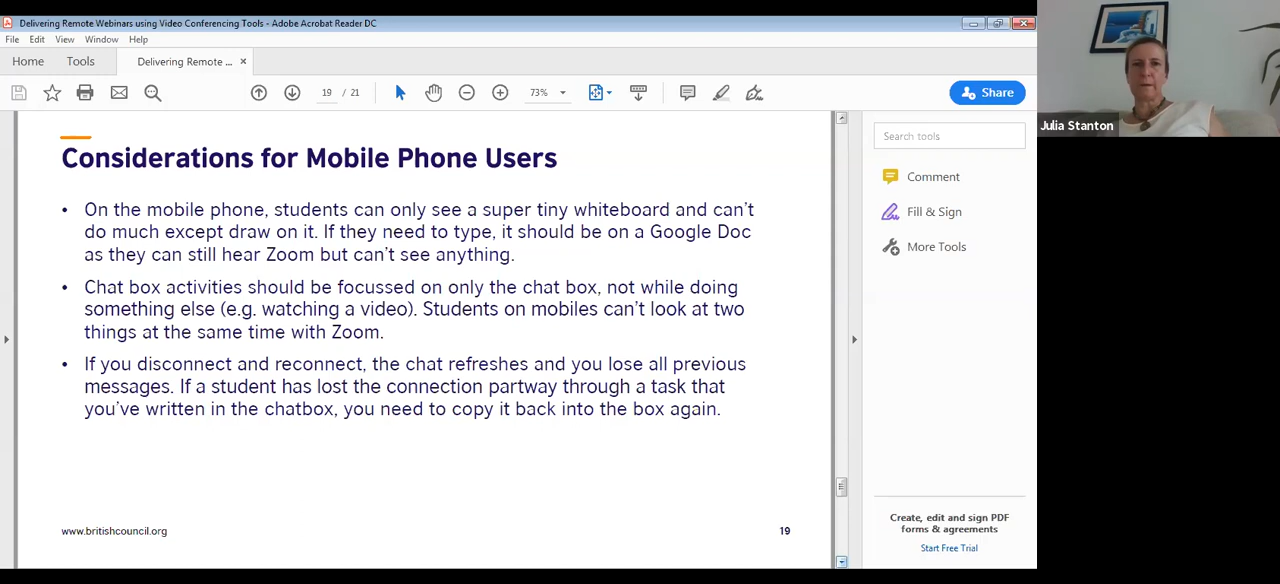 Delivering Remote Webinars using Video Conferencing Tools - Adobe Acrobat Reader DC
File Edit View Window Help
Home Tools Delivering Remote ... ×
19 / 21 73%
Share
Julia Stanton
Search tools
Comment
Fill & Sign
More Tools
Considerations for Mobile Phone Users
• On the mobile phone, students can only see a super tiny whiteboard and can't
do much except draw on it. If they need to type, it should be on a Google Doc
as they can still hear Zoom but can't see anything.
• Chat box activities should be focussed on only the chat box, not while doing
something else (e.g. watching a video). Students on mobiles can't look at two
things at the same time with Zoom.
• If you disconnect and reconnect, the chat refreshes and you lose all previous
messages. If a student has lost the connection partway through a task that
you've written in the chatbox, you need to copy it back into the box again.
www.britishcouncil.org
19
Create, edit and sign PDF
forms & agreements
Start Free Trial